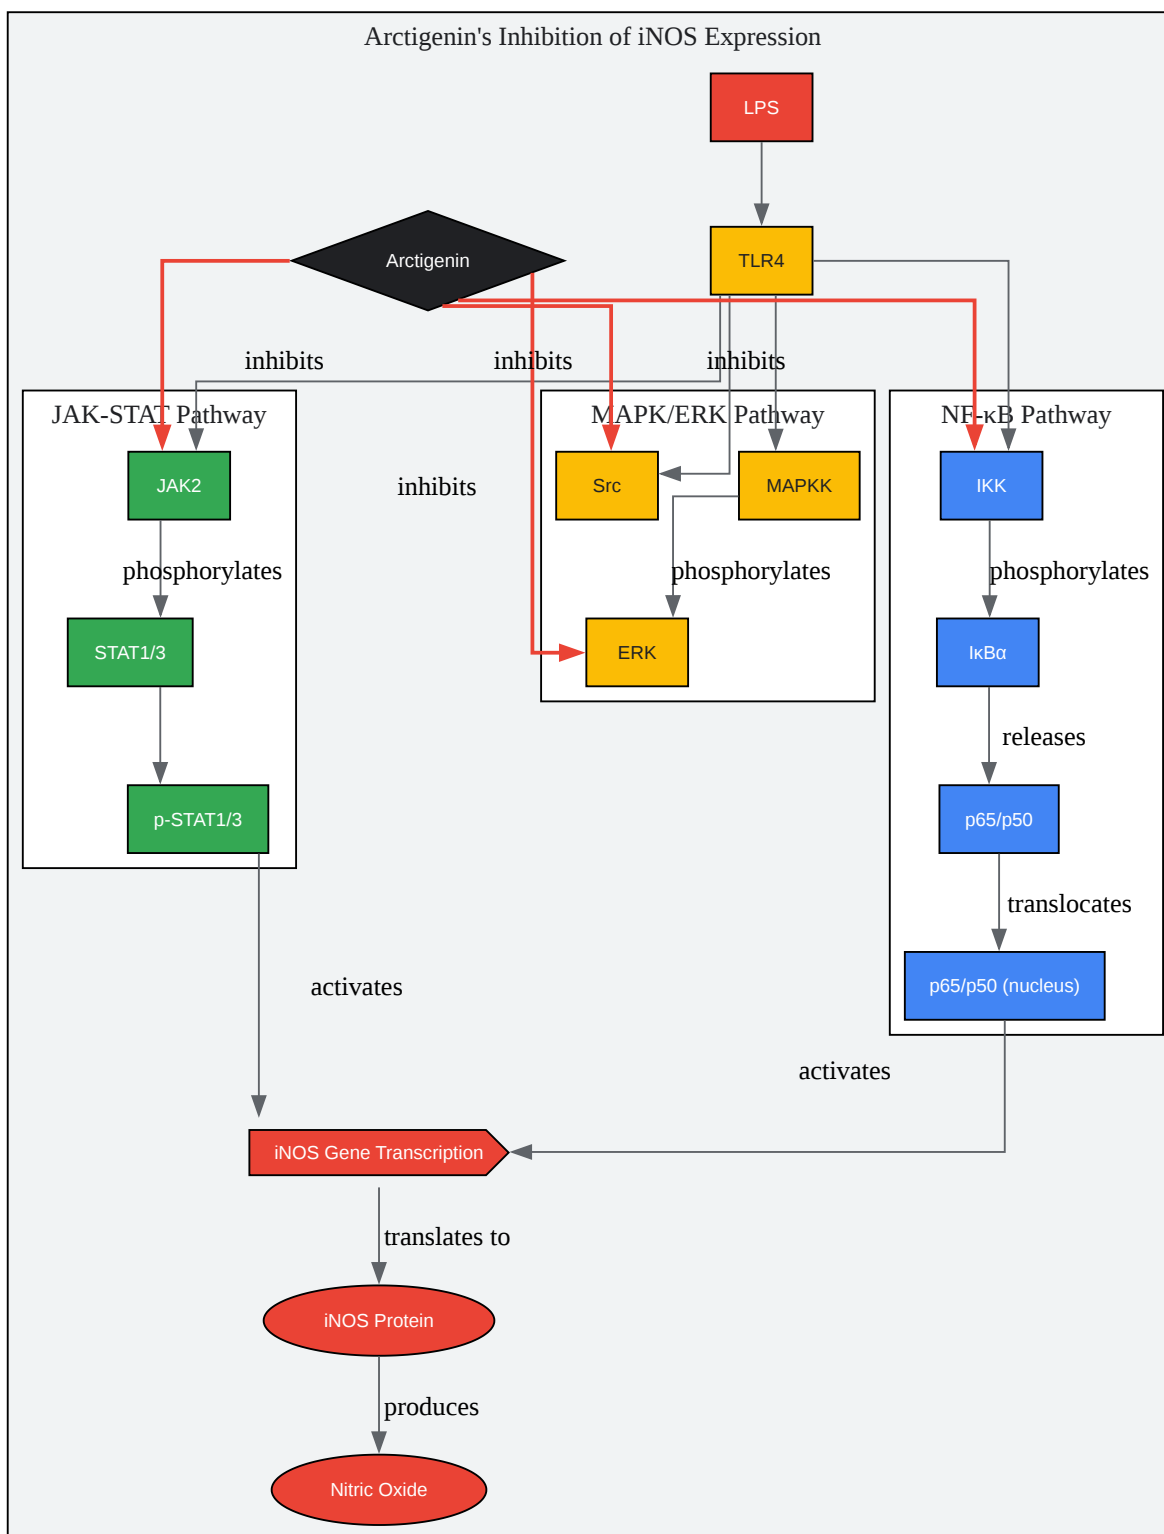 Arctigenin's Inhibition of iNOS Expression
LPS
Arctigenin
TLR4
inhibits
inhibits
inhibits
JAK-STAT Pathway
MAPK/ERK Pathway
NF-κB Pathway
JAK2
Src
MAPKK
IKK
inhibits
phosphorylates
phosphorylates
phosphorylates
STAT1/3
ERK
IκBα
releases
p-STAT1/3
p65/p50
translocates
activates
p65/p50 (nucleus)
activates
iNOS Gene Transcription
translates to
iNOS Protein
produces
Nitric Oxide